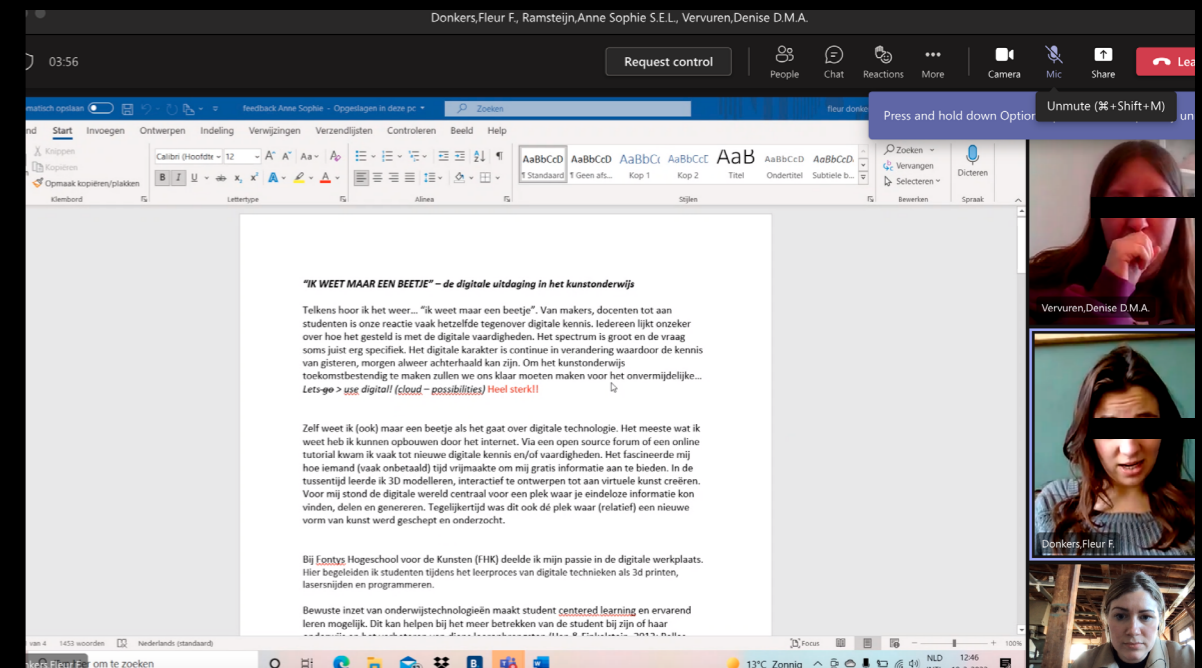 Donkers,Fleur F., Ramsteijn,Anne Sophie S.E.L., Vervuren,Denise D.M.A.
03:56
Request control
People
Chat
Reactions
More
Camera
Mic
Share
Lea
matisch opslaan
feedback Anne Sophie - Opgeslagen in deze pc
Zoeken
fleur donke
Press and hold down Option
Unmute (⌘+Shift+M)
un
nd Start Invoegen Ontwerpen Indeling Verwijzingen Verzendlijsten Controleren Beeld Help
Knippen
Kopiëren
Opmaak kopiëren/plakken
Klembord
Calibri (Hoofdte 12
Lettertype
Alinea
AaBbCcD AaBbCcD AaBbC AaBbCcE AaB AaBbCcD AaBbCcD
Standaard
Geen afs...
Kop 1
Kop 2
Titel
Ondertitel
Subtiele b...
Stijlen
Zoeken
Vervangen
Selecteren
Bewerken
Dicteren
Spraak
“IK WEET MAAR EEN BEETJE” – de digitale uitdaging in het kunstonderwijs
Telkens hoor ik het weer... “ik weet maar een beetje”. Van makers, docenten tot aan
studenten is onze reactie vaak hetzelfde tegenover digitale kennis. Iedereen lijkt onzeker
over hoe het gesteld is met de digitale vaardigheden. Het spectrum is groot en de vraag
soms juist erg specifiek. Het digitale karakter is continue in verandering waardoor de kennis
van gisteren, morgen alweer achterhaald kan zijn. Om het kunstonderwijs
toekomstbestendig te maken zullen we ons klaar moeten maken voor het onvermijdelijke...
Lets go > use digital! (cloud – possibilities) Heel sterk!!
Zelf weet ik (ook) maar een beetje als het gaat over digitale technologie. Het meeste wat ik
weet heb ik kunnen opbouwen door het internet. Via een open source forum of een online
tutorial kwam ik vaak tot nieuwe digitale kennis en/of vaardigheden. Het fascineerde mij
hoe iemand (vaak onbetaald) tijd vrijmaakte om mij gratis informatie aan te bieden. In de
tussentijd leerde ik 3D modelleren, interactief te ontwerpen tot aan virtuele kunst creëren.
Voor mij stond de digitale wereld centraal voor een plek waar je eindeloze informatie kon
vinden, delen en genereren. Tegelijkertijd was dit ook dé plek waar (relatief) een nieuwe
vorm van kunst werd geschept en onderzocht.
Bij Fontys Hogeschool voor de Kunsten (FHK) deelde ik mijn passie in de digitale werkplaats.
Hier begeleiden ik studenten tijdens het leerproces van digitale technieken als 3d printen,
lasersnijden en programmeren.
Bewuste inzet van onderwijstechnologieën maakt student centered learning en ervarend
leren mogelijk. Dit kan helpen bij het meer betrekken van de student bij zijn of haar
Vervuren,Denise D.M.A.
Donkers,Fleur F.
van 4 1453 woorden Nederlands (standaard)
Focus
100%
om te zoeken
13°C Zonnig
NLD
12:46